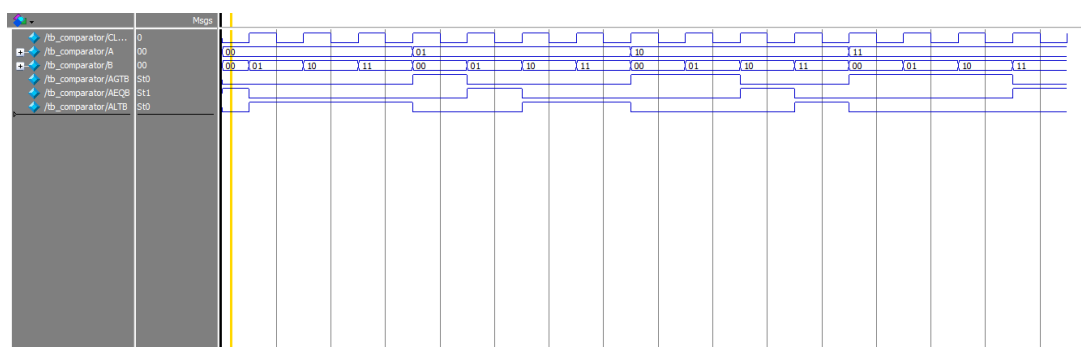 Msgs
/tb_comparator/CL... 0
/tb_comparator/A 00 00 01 10 11
/tb_comparator/B 00 00 01 10 11 00 01 10 11 00 01 10 11 00 01 10 11
/tb_comparator/AGTB St0
/tb_comparator/AEQB St1
/tb_comparator/ALTB St0